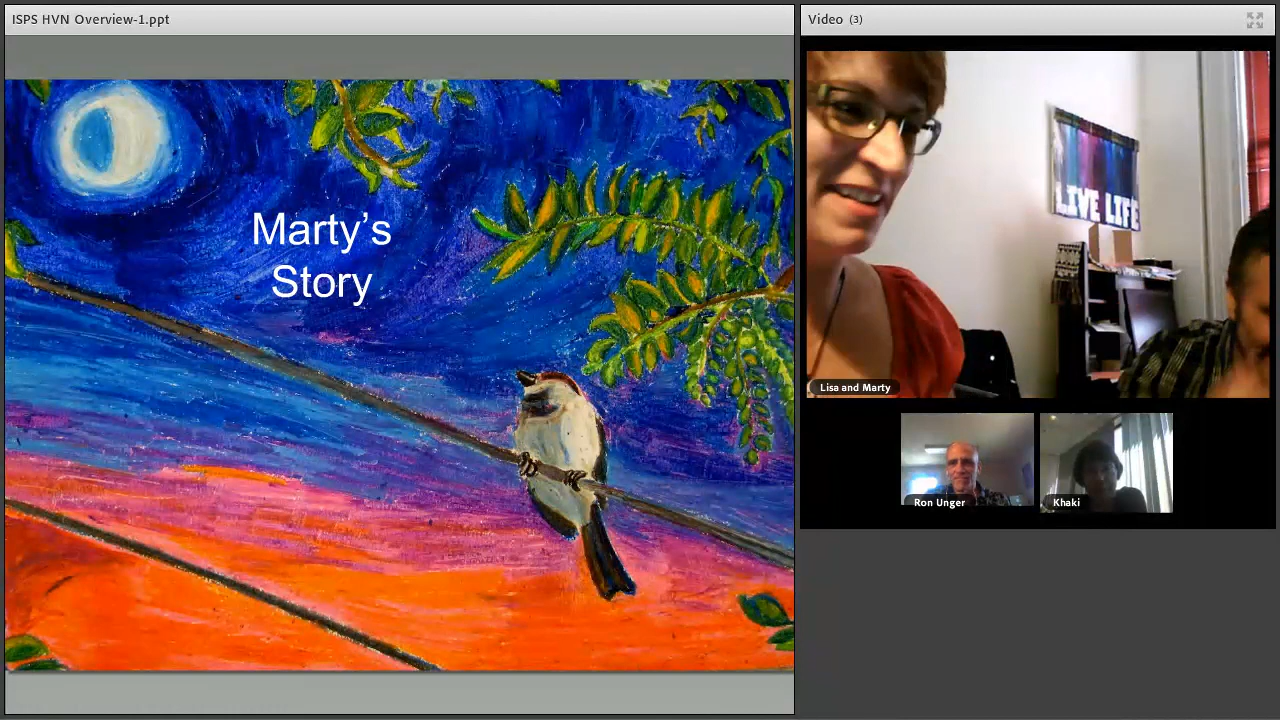 ISPS HVN Overview-1.ppt
Video (3)
Marty's
Story
LIVE LIFE
Lisa and Marty
Ron Unger
Khaki